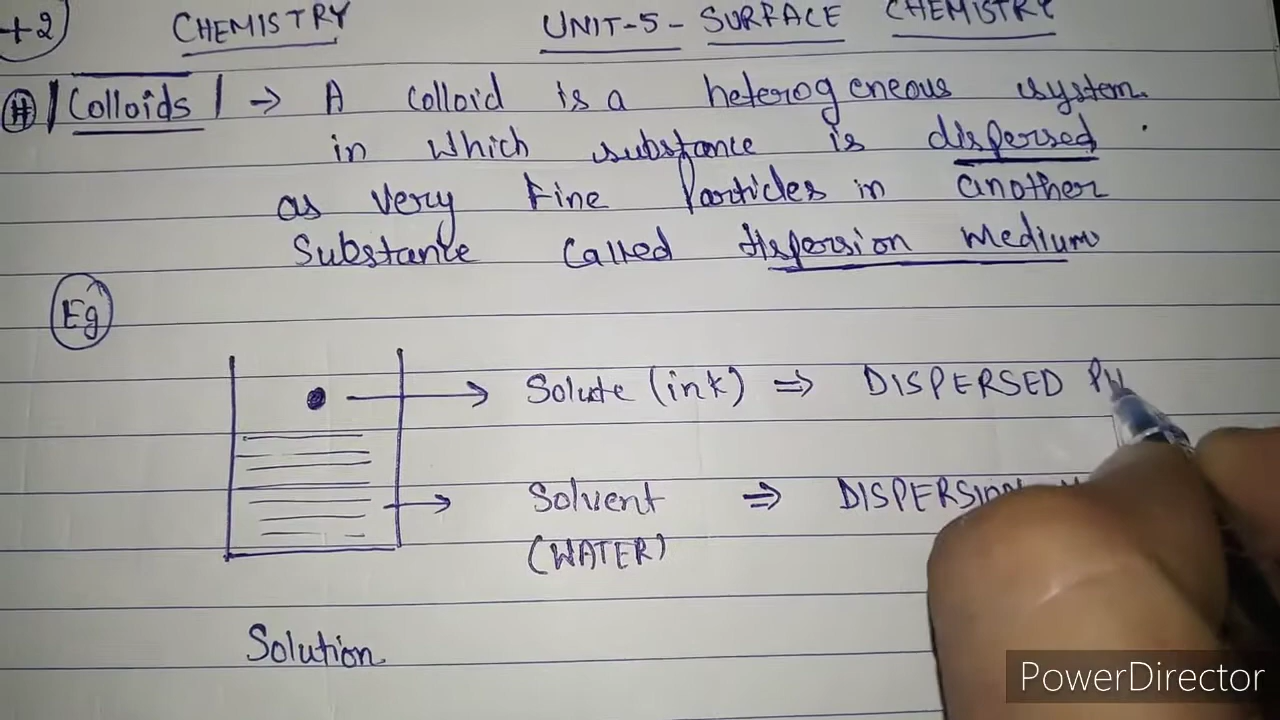 +2) CHEMISTRY UNIT-5 - SURFACE CHEMISTRY
# Colloids → A colloid is a heterogeneous system
in which substance is dispersed
as very Fine Particles in another
Substance called dispersion Medium
Eg
Solute (ink) ⇒ DISPERSED PH
Solvent ⇒ DISPERSION
(WATER)
Solution
PowerDirector